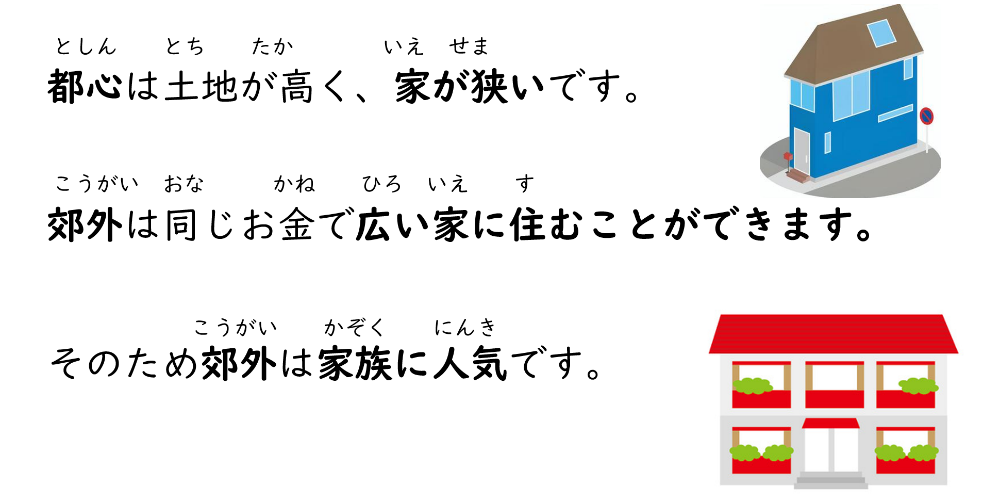 としん とち たか いえ せま
都心は土地が高く、家が狭いです。
こうがい おな かね ひろ いえ す
郊外は同じお金で広い家に住むことができます。
こうがい かぞく にんき
そのため郊外は家族に人気です。